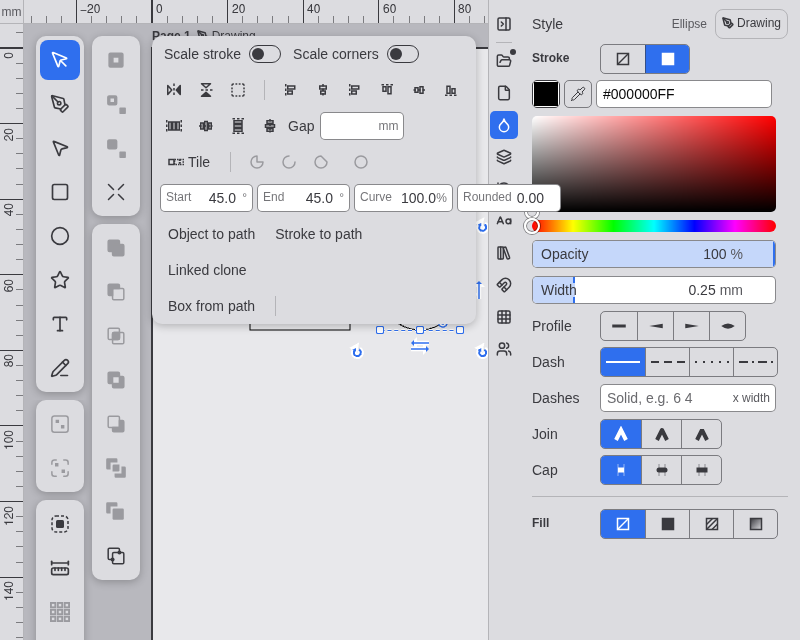 mm
-20
0
20
40
60
80
Page 1
Drawing
0
20
40
60
80
100
120
140
Scale stroke
Scale corners
Gap
mm
Tile
Start 45.0 °
End 45.0 °
Curve 100.0%
Rounded 0.00
Object to path
Stroke to path
Linked clone
Box from path
Style
Ellipse
Drawing
Stroke
#000000FF
Opacity 100 %
Width 0.25 mm
Profile
Dash
Dashes
Solid, e.g. 6 4
x width
Join
Cap
Fill